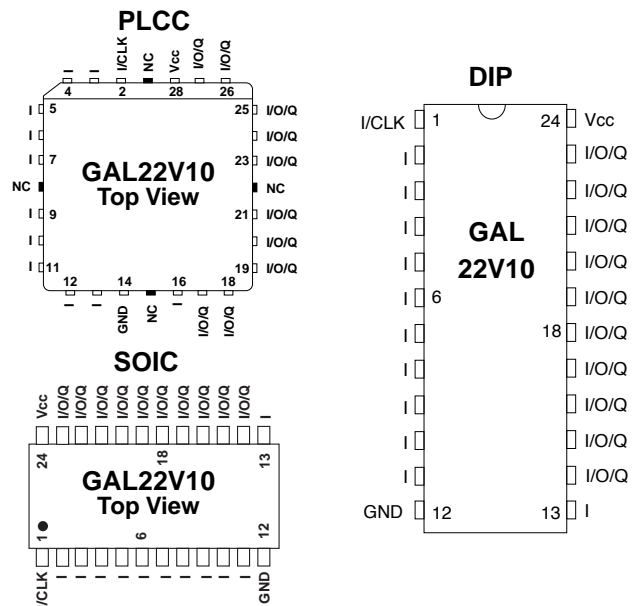 PLCC
I I I/CLK NC Vcc I/O/Q I/O/Q
4 2 28 26
I 5 25 I/O/Q
I I/O/Q
I 7 23 I/O/Q
NC NC
I 9 21 I/O/Q
I I/O/Q
I 11 19 I/O/Q
GAL22V10
Top View
12 14 16 18
I I GND NC I I/O/Q I/O/Q
SOIC
Vcc I/O/Q I/O/Q I/O/Q I/O/Q I/O/Q I/O/Q I/O/Q I/O/Q I/O/Q I/O/Q I
24 18 13
GAL22V10
Top View
1 6 12
/CLK I I I I I I I I I I GND
DIP
I/CLK 1 24 Vcc
I I/O/Q
I I/O/Q
I I/O/Q
GAL
22V10
I I/O/Q
I 6 I/O/Q
I 18 I/O/Q
I I/O/Q
I I/O/Q
I I/O/Q
I I/O/Q
GND 12 13 I